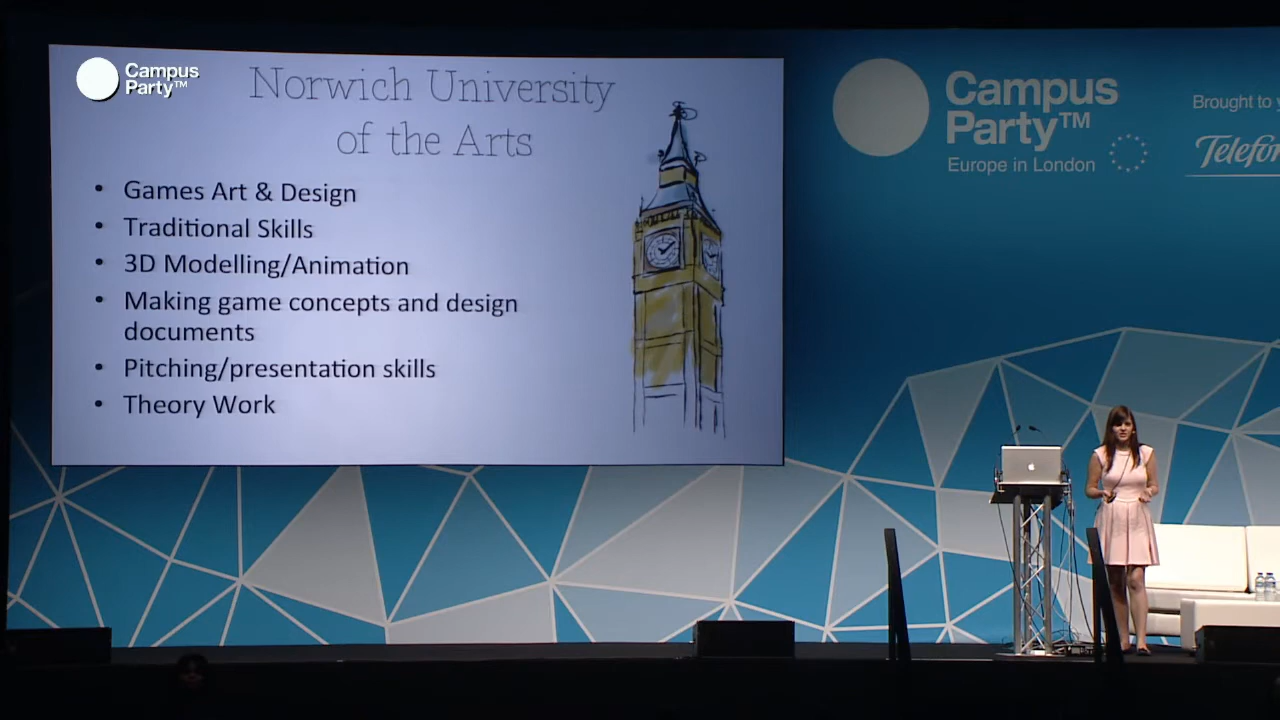 Campus
Party™
Norwich University
of the Arts
• Games Art & Design
• Traditional Skills
• 3D Modelling/Animation
• Making game concepts and design
documents
• Pitching/presentation skills
• Theory Work
Campus
Party™
Europe in London
Brought to
Telefon